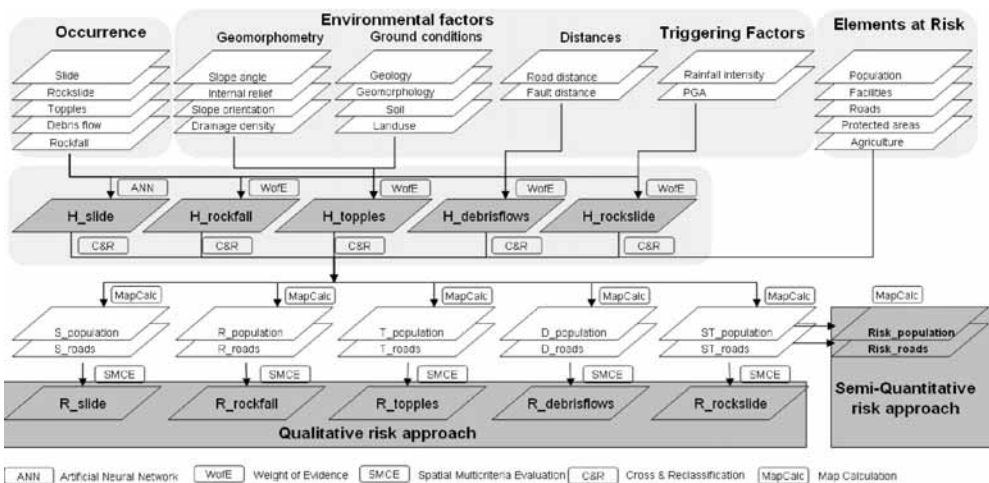 Environmental factors
Occurrence
Geomorphometry
Ground conditions
Distances
Triggering Factors
Elements at Risk
Slide
Rockslide
Topples
Debris flow
Rockfall
Slope angle
Internal relief
Slope orientation
Drainage density
Geology
Geomorphology
Soil
Landuse
Road distance
Fault distance
Rainfall intensity
PGA
Population
Facilities
Roads
Protected areas
Agriculture
ANN WofE WofE WofE WofE
H_slide H_rockfall H_topples H_debrisflows H_rockslide
C&R C&R C&R C&R C&R
MapCalc MapCalc MapCalc MapCalc MapCalc MapCalc
S_population R_population T_population D_population ST_population Risk_population
S_roads R_roads T_roads D_roads ST_roads Risk_roads
SMCE SMCE SMCE SMCE SMCE
R_slide R_rockfall R_topples R_debrisflows R_rockslide
Qualitative risk approach
Semi-Quantitative
risk approach
ANN Artificial Neural Network WofE Weight of Evidence SMCE Spatial Multicriteria Evaluation C&R Cross & Reclassification MapCalc Map Calculation